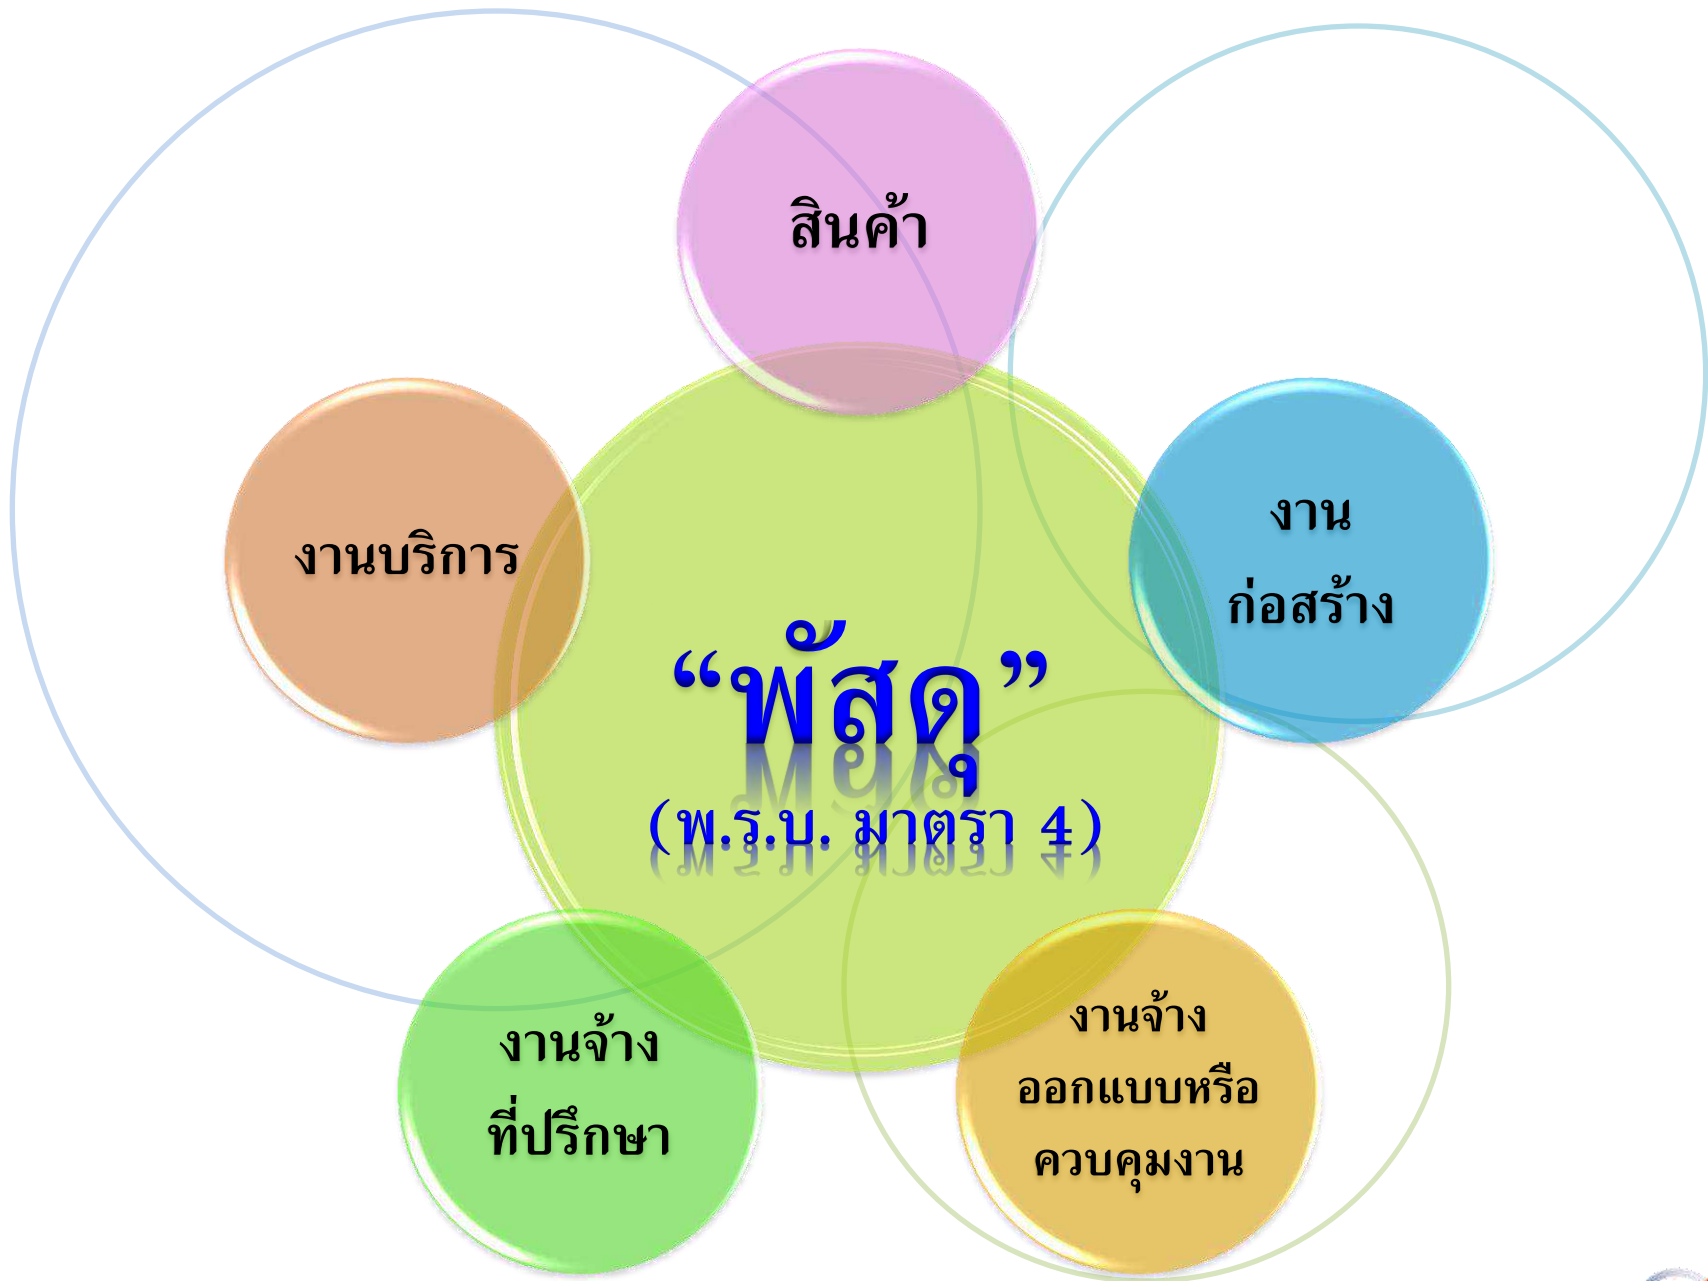 สินค้า
งานบริการ
งาน
ก่อสร้าง
“พัสดุ”
(พ.ร.บ. มาตรา 4)
งานจ้าง
ที่ปรึกษา
งานจ้าง
ออกแบบหรือ
ควบคุมงาน